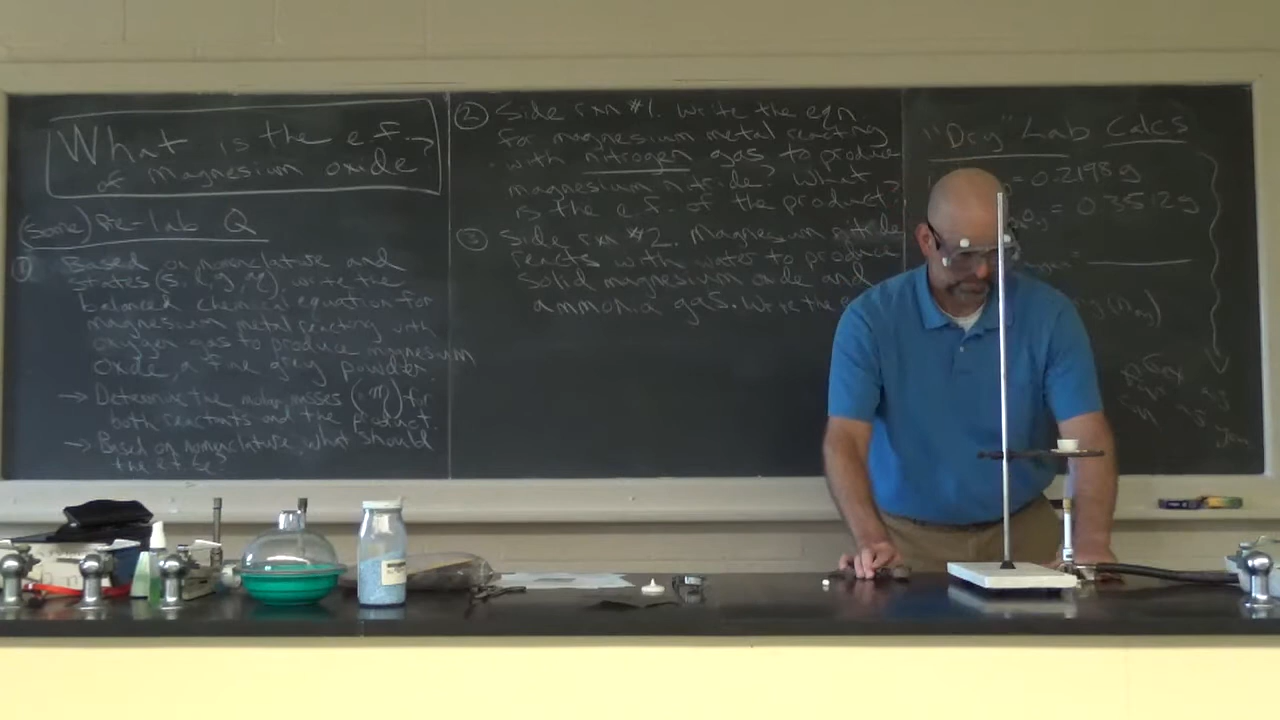 What is the e.f.
of magnesium oxide?
(some) Pre-lab Q
① Based on nomenclature and
states (s, l, g, aq) write the
balanced chemical equation for
magnesium metal reacting with
oxygen gas to produce magnesium
oxide, a fine grey powder.
→ Determine the molar masses (m) for
both reactants and the product.
→ Based on nomenclature, what should
the e.f. be?
② Side rxn #1. Write the eqn
for magnesium metal reacting
with nitrogen gas to produce
magnesium nitride. What
is the e.f. of the product?
③ Side rxn #2. Magnesium nitride
reacts with water to produce
solid magnesium oxide and
ammonia gas. Write the
"Dry" Lab Calcs
= 0.2198g
= 0.3512g